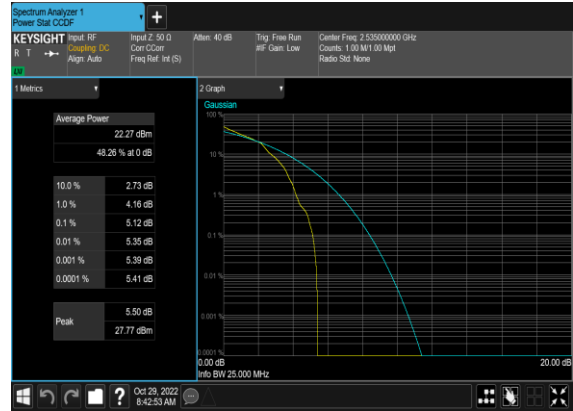 Spectrum Analyzer 1
Power Stat CCDF
KEYSIGHT
R T
LXI
Input: RF
Coupling: DC
Align: Auto
Input Z: 50 Ω
Corr CCorr
Freq Ref: Int (S)
Atten: 40 dB
Trig: Free Run
#IF Gain: Low
Center Freq: 2.535000000 GHz
Counts: 1.00 M/1.00 Mpt
Radio Std: None
1 Metrics
Average Power
22.27 dBm
48.26 % at 0 dB
10.0 % 2.73 dB
1.0 % 4.16 dB
0.1 % 5.12 dB
0.01 % 5.35 dB
0.001 % 5.39 dB
0.0001 % 5.41 dB
Peak
5.50 dB
27.77 dBm
2 Graph
Gaussian
100 %
10 %
1 %
0.1 %
0.01 %
0.001 %
0.0001 %
0.00 dB
20.00 dB
Info BW 25.000 MHz
?
Oct 29, 2022
8:42:53 AM